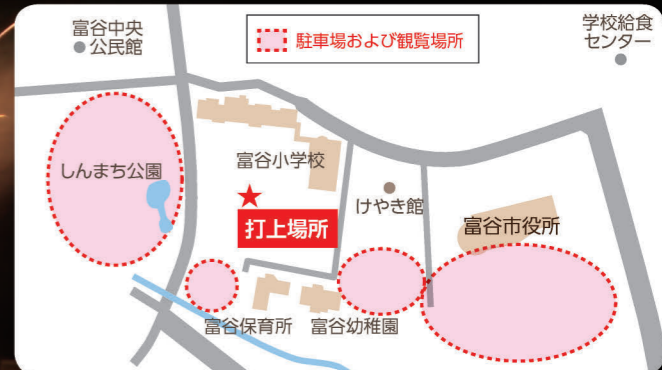 富谷中央
公民館
駐車場および観覧場所
学校給食
センター
しんまち公園
富谷小学校
けやき館
打上場所
富谷市役所
富谷保育所
富谷幼稚園